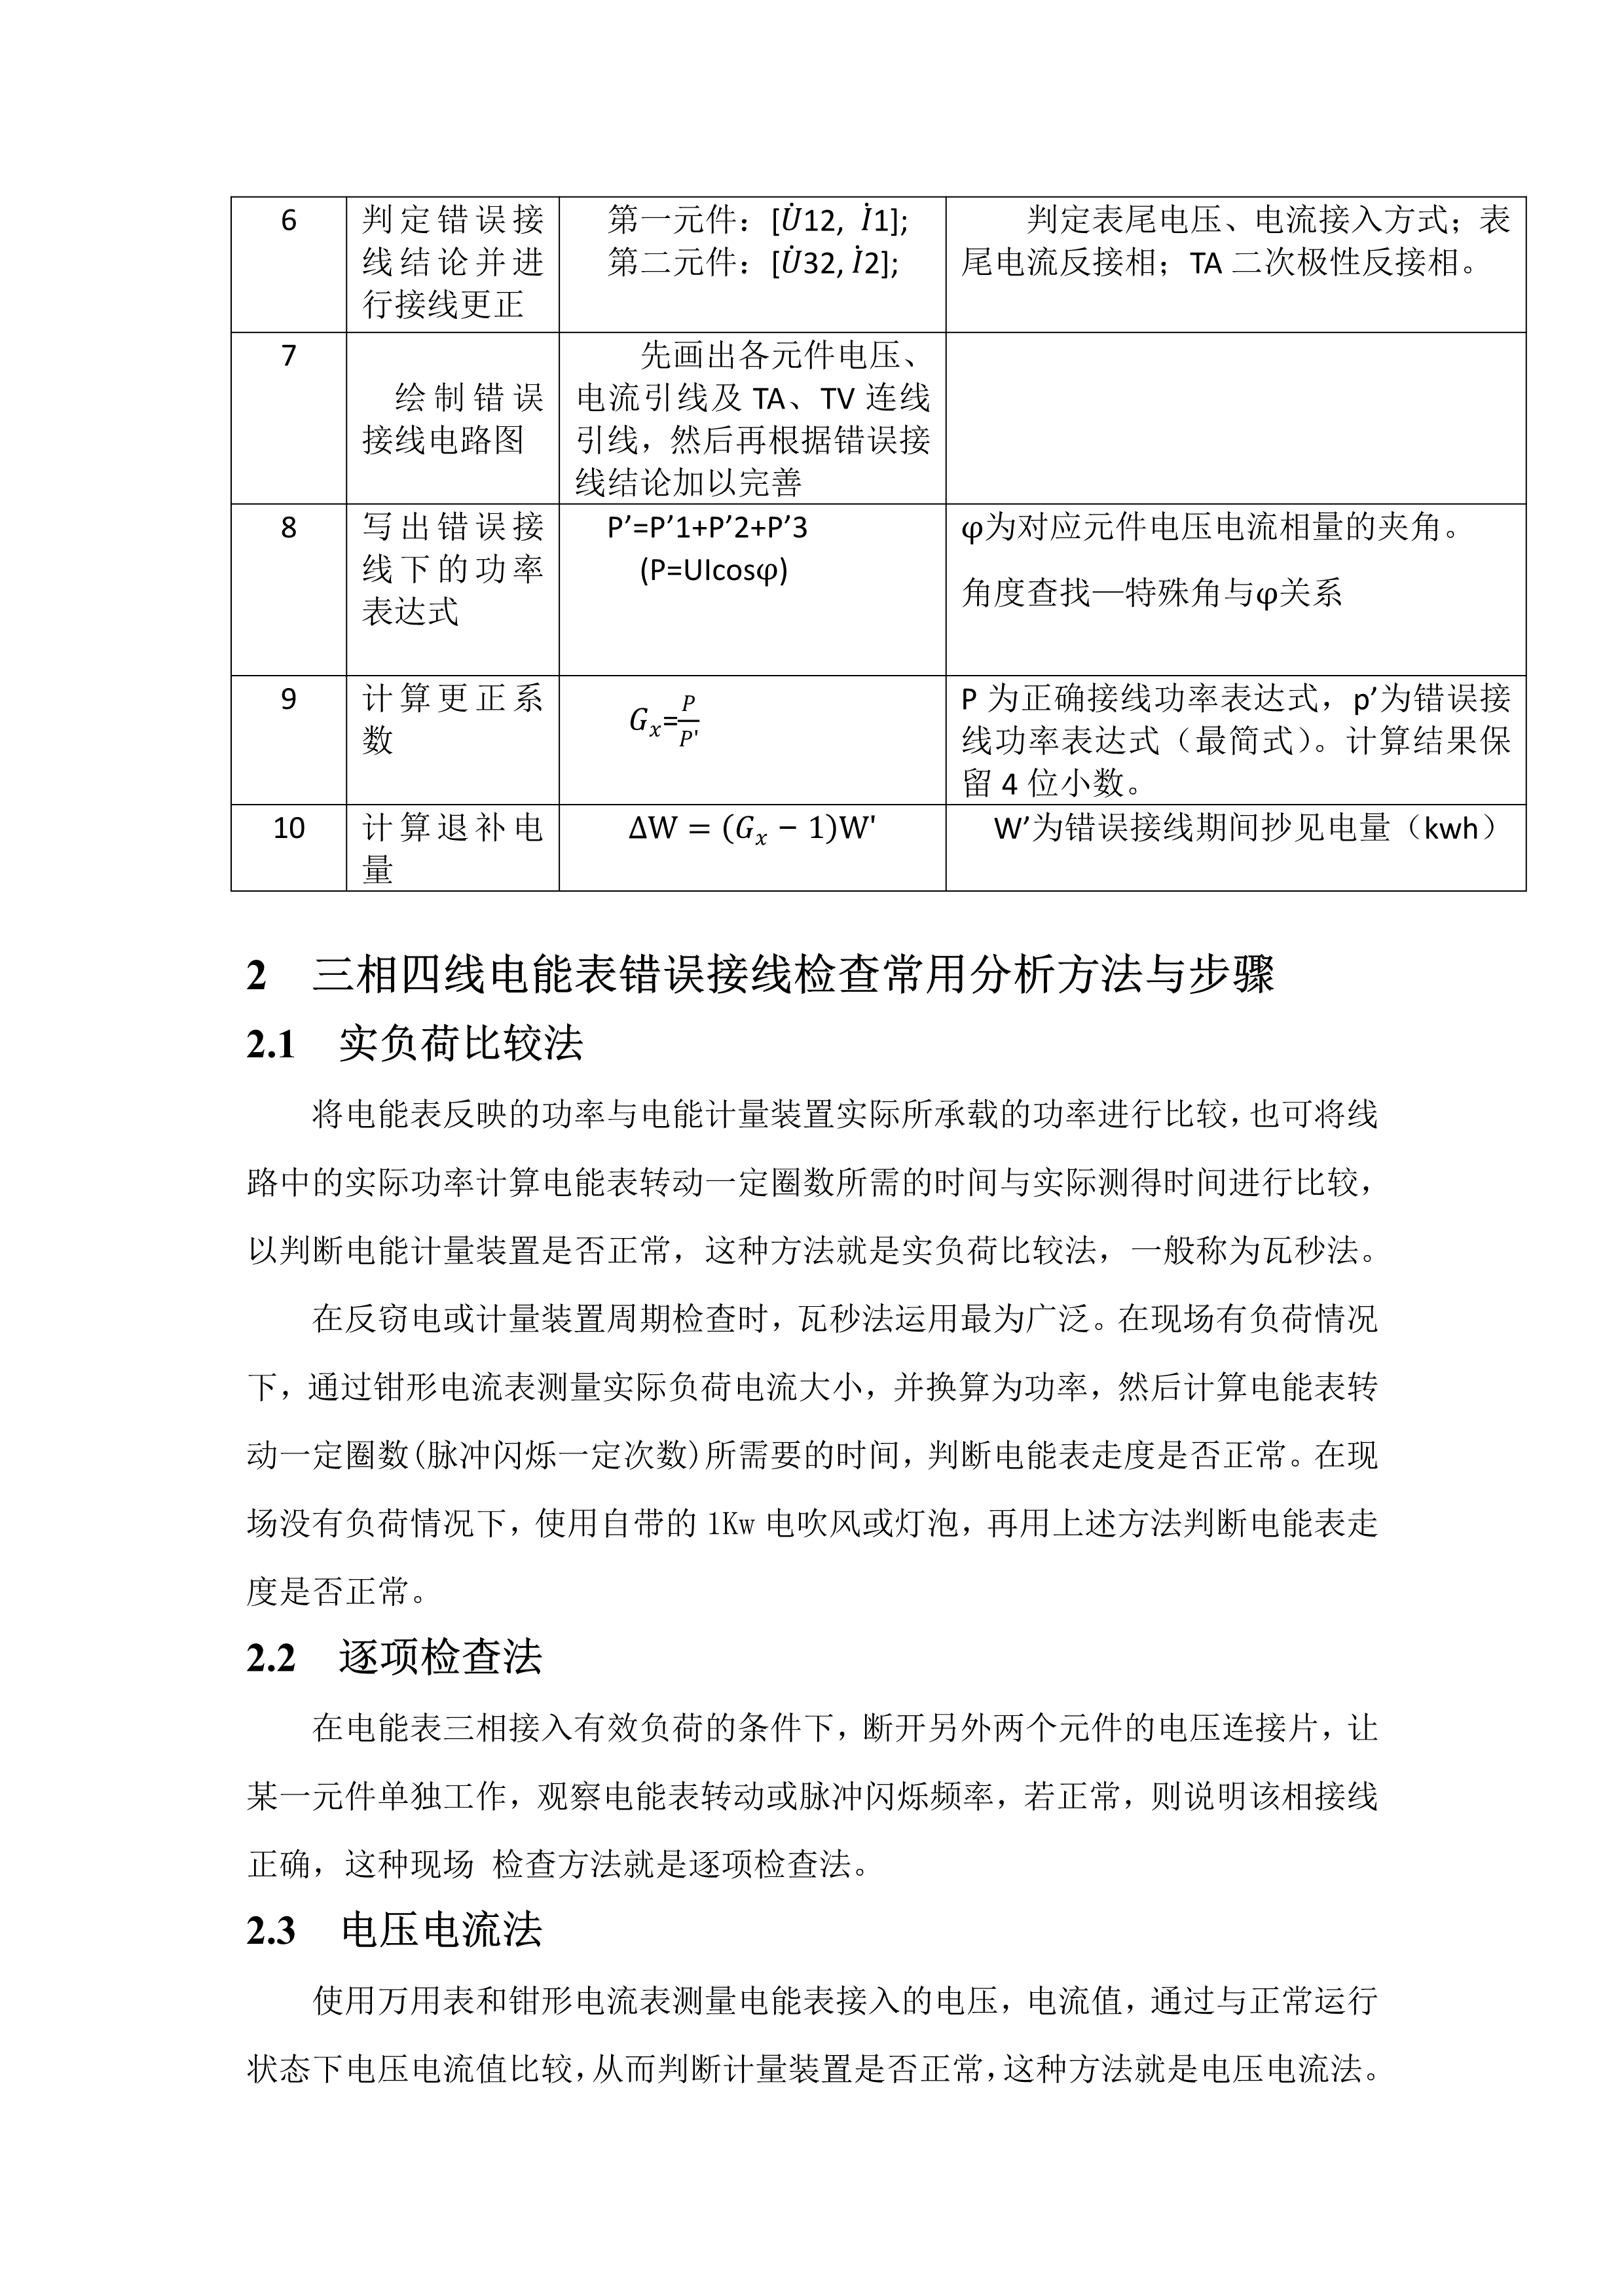 6
判定错误接
线结论并进
行接线更正
第一元件：[U̇12, İ1];
第二元件：[U̇32, İ2];
判定表尾电压、电流接入方式；表
尾电流反接相；TA 二次极性反接相。
7
绘制错误
接线电路图
先画出各元件电压、
电流引线及 TA、TV 连线
引线，然后再根据错误接
线结论加以完善
8
写出错误接
线下的功率
表达式
P’=P’1+P’2+P’3
(P=UIcosφ)
φ为对应元件电压电流相量的夹角。
角度查找—特殊角与φ关系
9
计算更正系
数
Gₓ=P/P'
P 为正确接线功率表达式，p’为错误接
线功率表达式（最简式）。计算结果保
留 4 位小数。
10
计算退补电
量
ΔW = (Gₓ − 1)W'
W’为错误接线期间抄见电量（kwh）
2 三相四线电能表错误接线检查常用分析方法与步骤
2.1 实负荷比较法
将电能表反映的功率与电能计量装置实际所承载的功率进行比较，也可将线
路中的实际功率计算电能表转动一定圈数所需的时间与实际测得时间进行比较，
以判断电能计量装置是否正常，这种方法就是实负荷比较法，一般称为瓦秒法。
在反窃电或计量装置周期检查时，瓦秒法运用最为广泛。在现场有负荷情况
下，通过钳形电流表测量实际负荷电流大小，并换算为功率，然后计算电能表转
动一定圈数(脉冲闪烁一定次数)所需要的时间，判断电能表走度是否正常。在现
场没有负荷情况下，使用自带的 1Kw 电吹风或灯泡，再用上述方法判断电能表走
度是否正常。
2.2 逐项检查法
在电能表三相接入有效负荷的条件下，断开另外两个元件的电压连接片，让
某一元件单独工作，观察电能表转动或脉冲闪烁频率，若正常，则说明该相接线
正确，这种现场 检查方法就是逐项检查法。
2.3 电压电流法
使用万用表和钳形电流表测量电能表接入的电压，电流值，通过与正常运行
状态下电压电流值比较，从而判断计量装置是否正常，这种方法就是电压电流法。